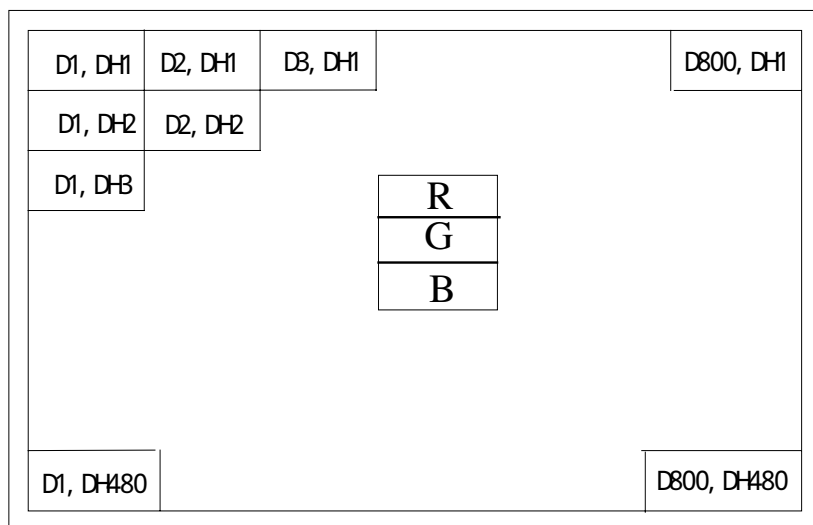 D1, DH1 D2, DH1 D3, DH1 D800, DH1
D1, DH2 D2, DH2
D1, DH3
R
G
B
D1, DH480 D800, DH480